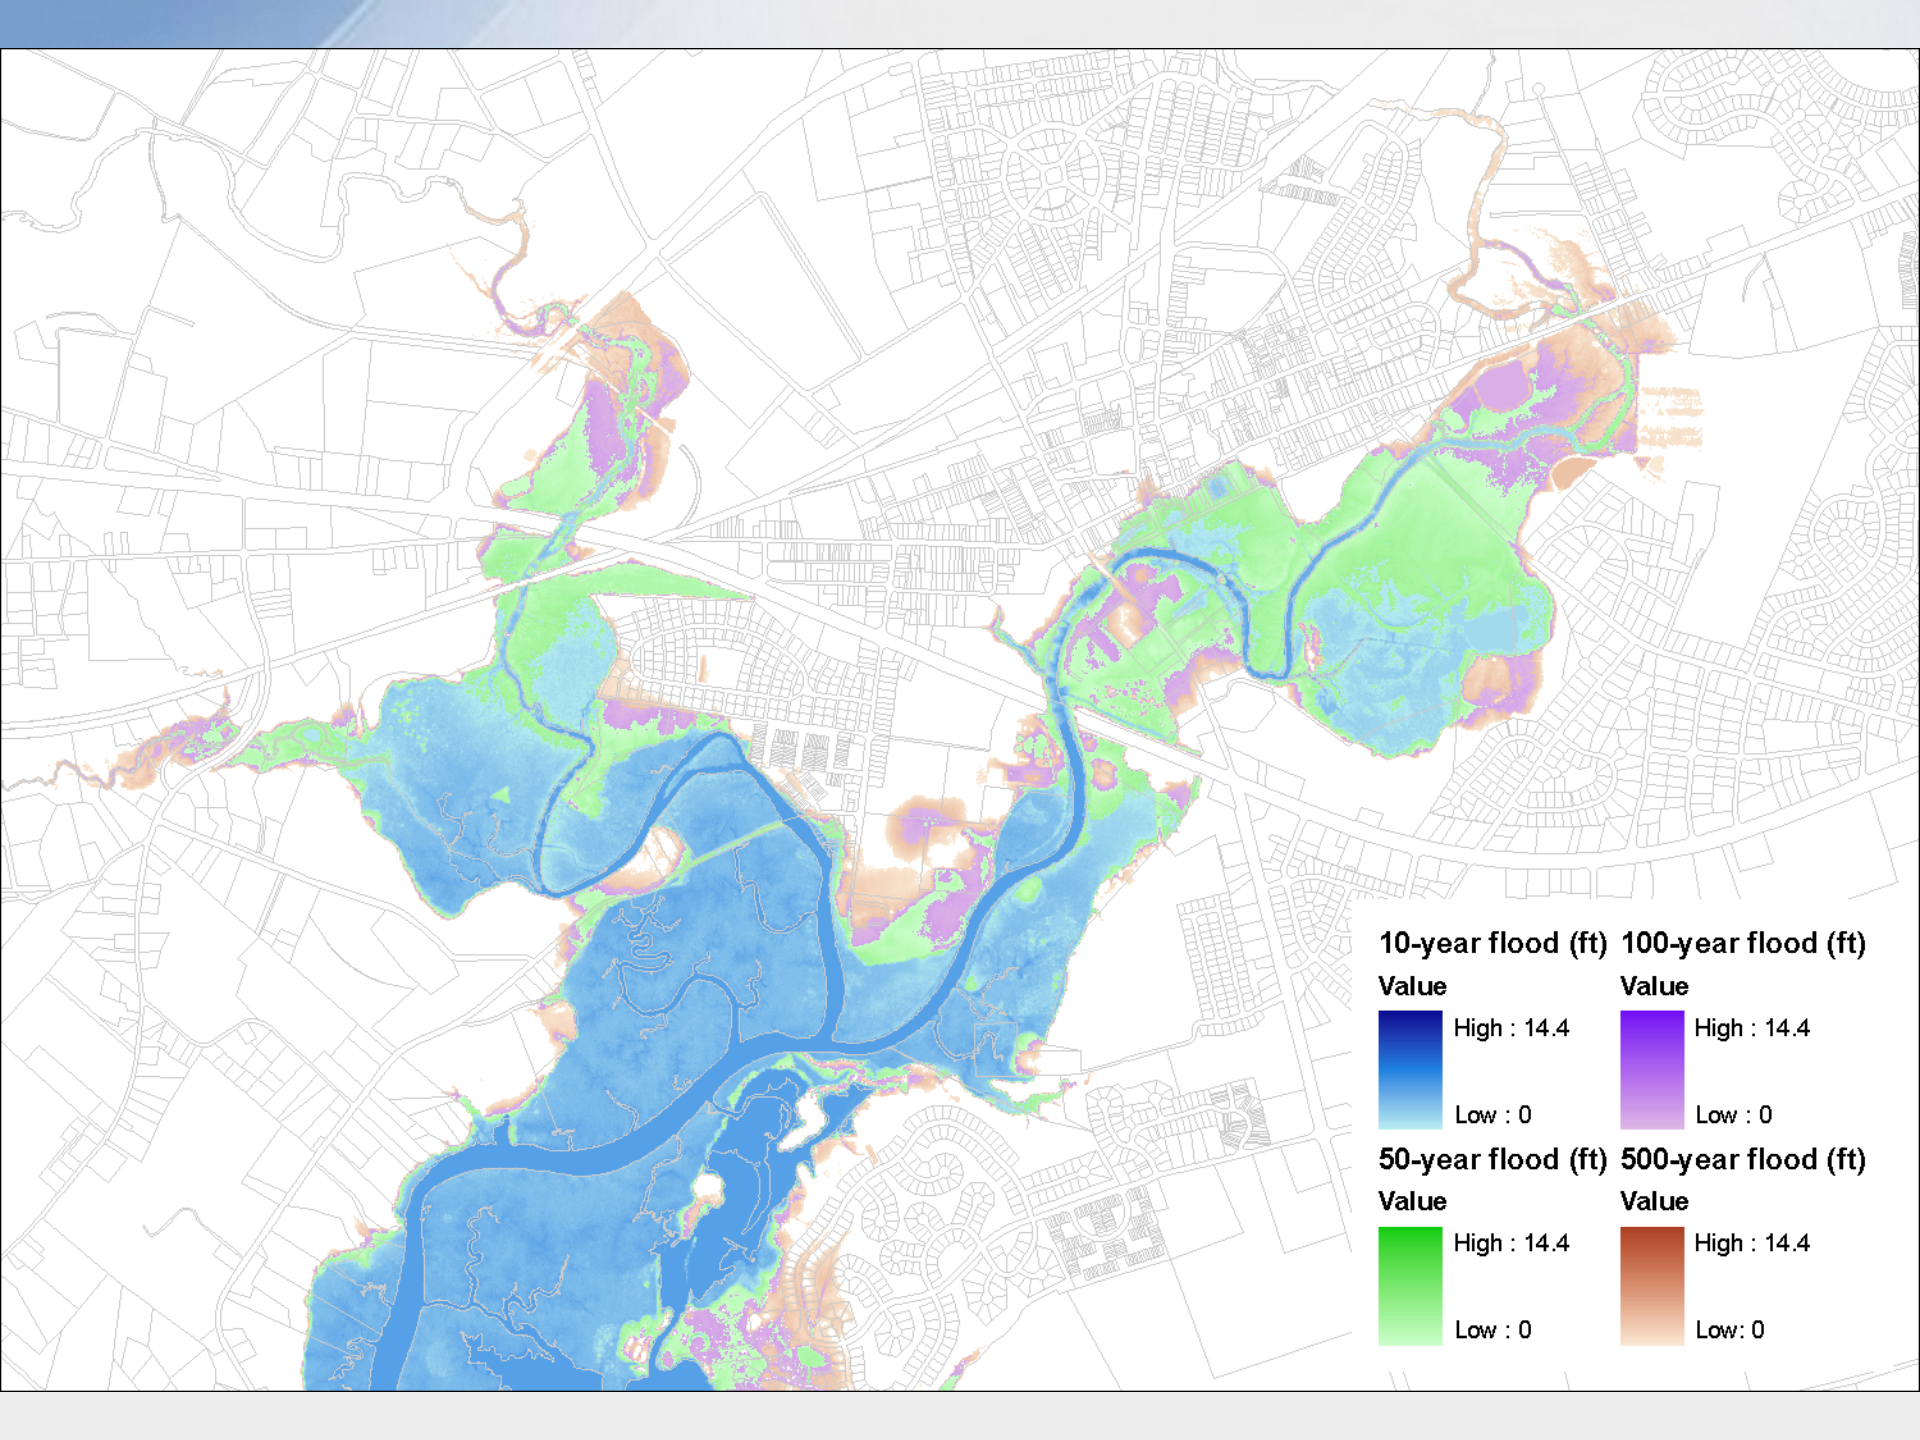 10-year flood (ft) 100-year flood (ft)
Value Value
High : 14.4 High : 14.4
Low : 0 Low : 0
50-year flood (ft) 500-year flood (ft)
Value Value
High : 14.4 High : 14.4
Low : 0 Low: 0